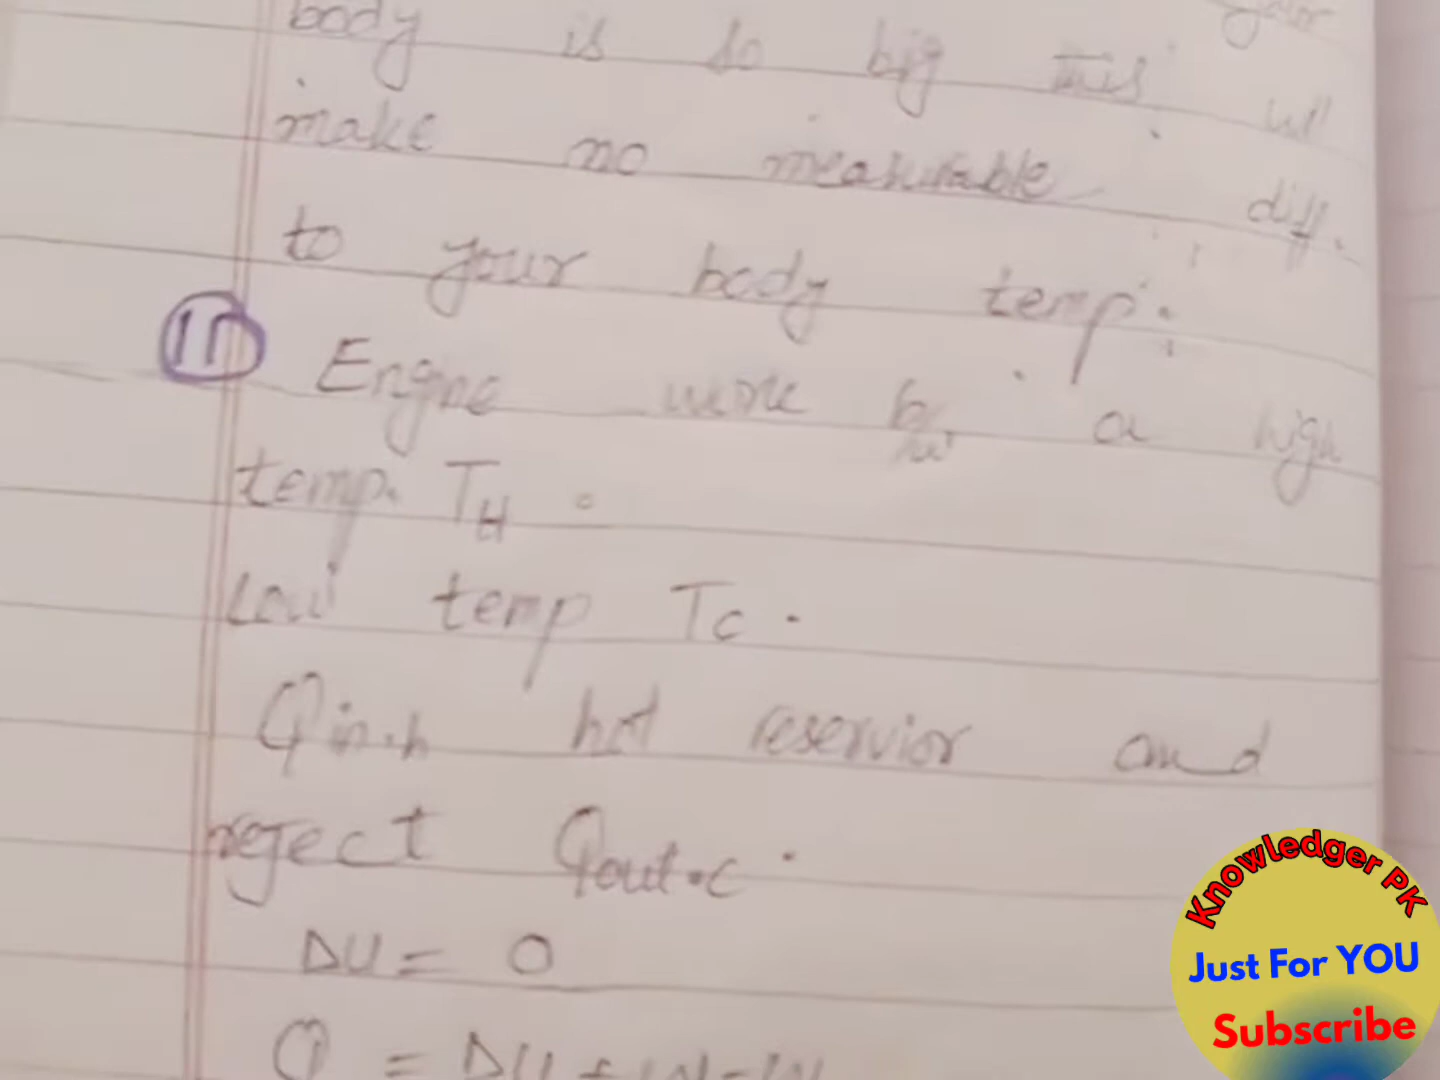 body is so big this will
make no measurable diff.
to your body temp.
11 Engine work b/w a high
temp. TH .
Low temp Tc .
Qin.h hot reservior and
reject Qout.c .
ΔU = 0
Q = ΔU + W = W
Knowledger PK
Just For YOU
Subscribe